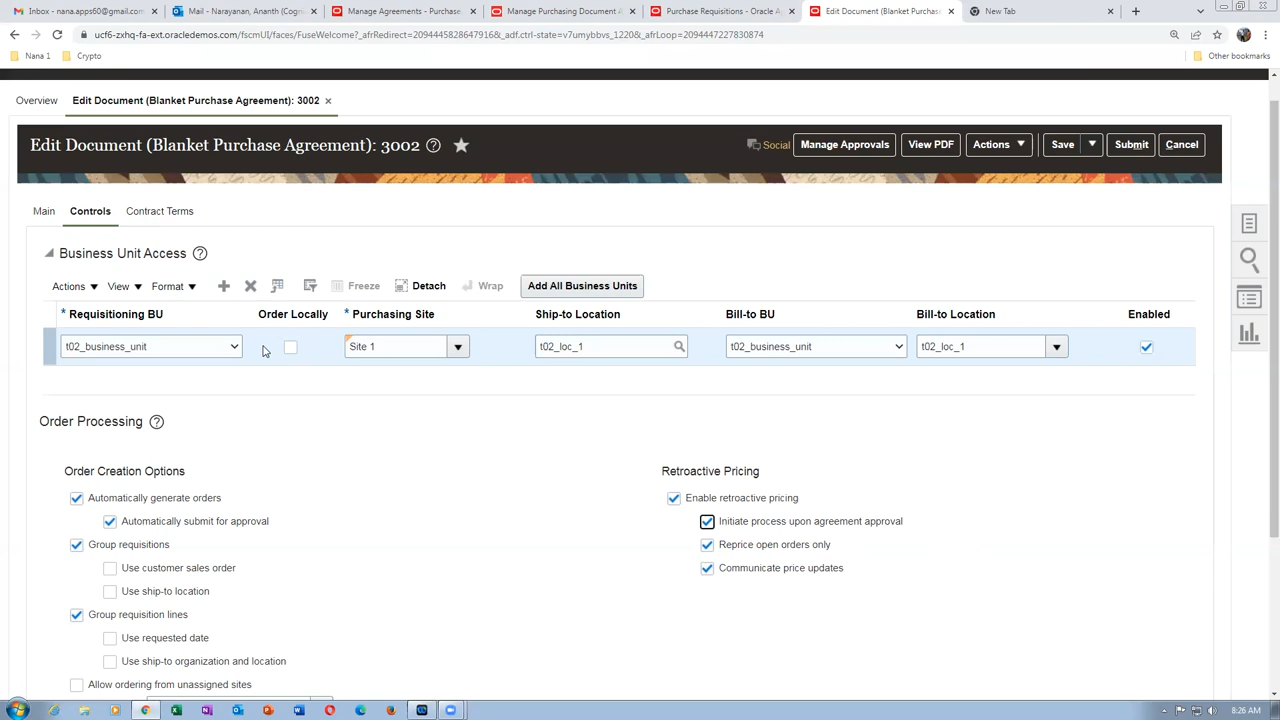 Inbox - nana.apps60@gmail.com
Mail - Narayanan, Ananth (Cogni
Manage Agreements - Purchase
Manage Purchasing Document A
Purchase Requisitions - Oracle A
Edit Document (Blanket Purchase
New Tab
ucf6-zxhq-fa-ext.oracledemos.com/fscmUI/faces/FuseWelcome?_afrRedirect=20944458286479168&_adf.ctrl-state=v7umybbvs_1220&_afrLoop=20944472278308​74
Nana 1
Crypto
Other bookmarks
Overview
Edit Document (Blanket Purchase Agreement): 3002
Edit Document (Blanket Purchase Agreement): 3002
Social
Manage Approvals
View PDF
Actions
Save
Submit
Cancel
Main
Controls
Contract Terms
Business Unit Access
Actions
View
Format
Freeze
Detach
Wrap
Add All Business Units
* Requisitioning BU
Order Locally
* Purchasing Site
Ship-to Location
Bill-to BU
Bill-to Location
Enabled
t02_business_unit
Site 1
t02_loc_1
t02_business_unit
t02_loc_1
Order Processing
Order Creation Options
Retroactive Pricing
Automatically generate orders
Enable retroactive pricing
Automatically submit for approval
Initiate process upon agreement approval
Group requisitions
Reprice open orders only
Use customer sales order
Communicate price updates
Use ship-to location
Group requisition lines
Use requested date
Use ship-to organization and location
Allow ordering from unassigned sites
8:26 AM